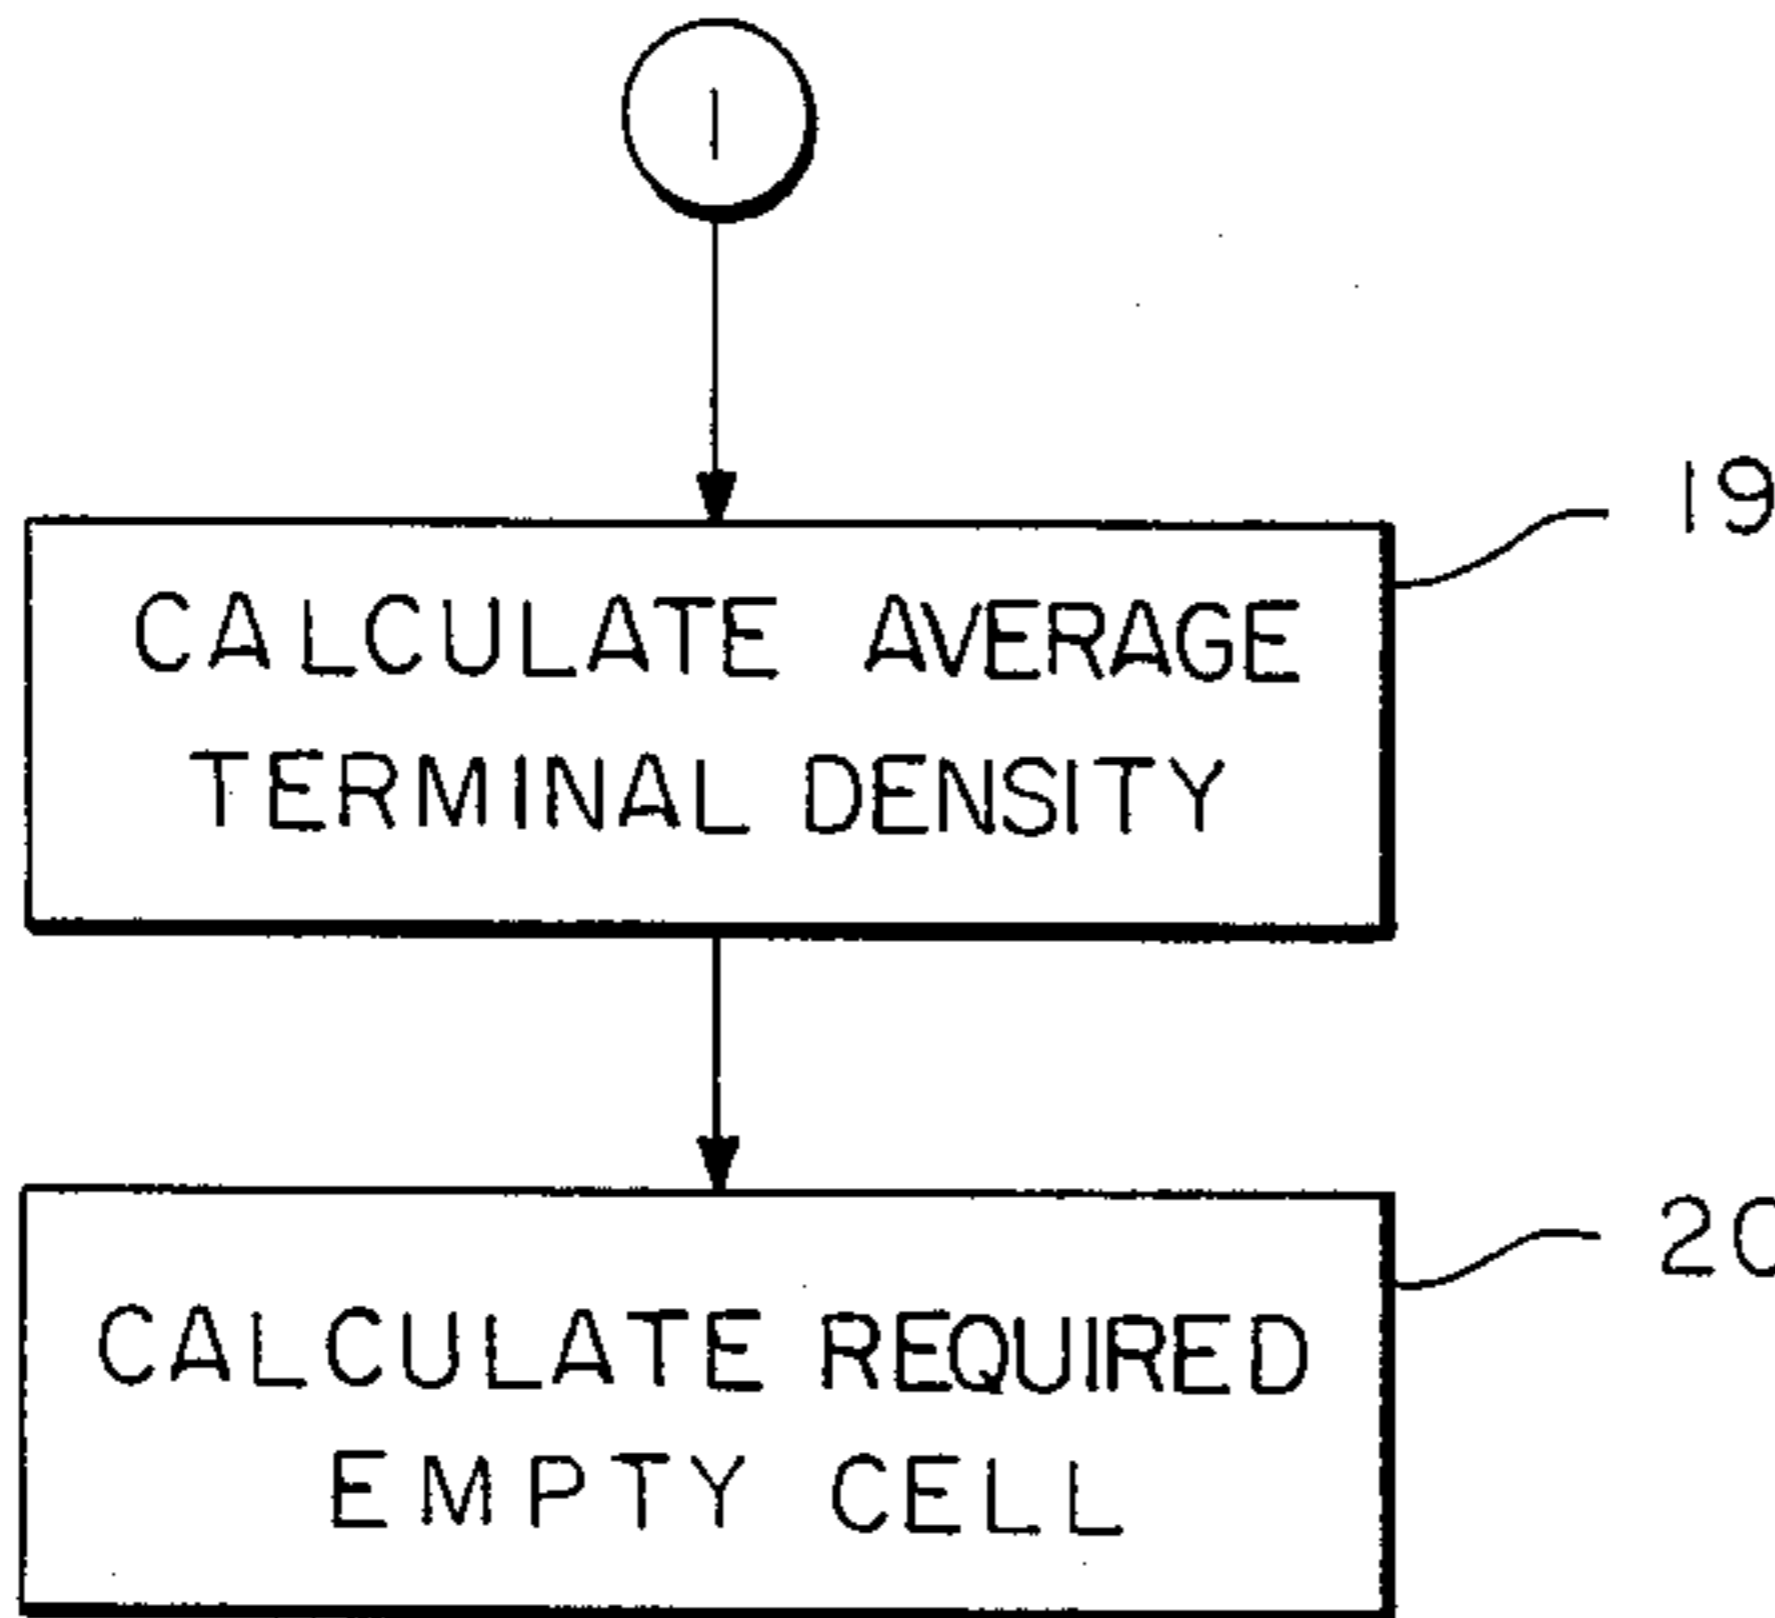 1
19
CALCULATE AVERAGE
TERMINAL DENSITY
20
CALCULATE REQUIRED
EMPTY CELL